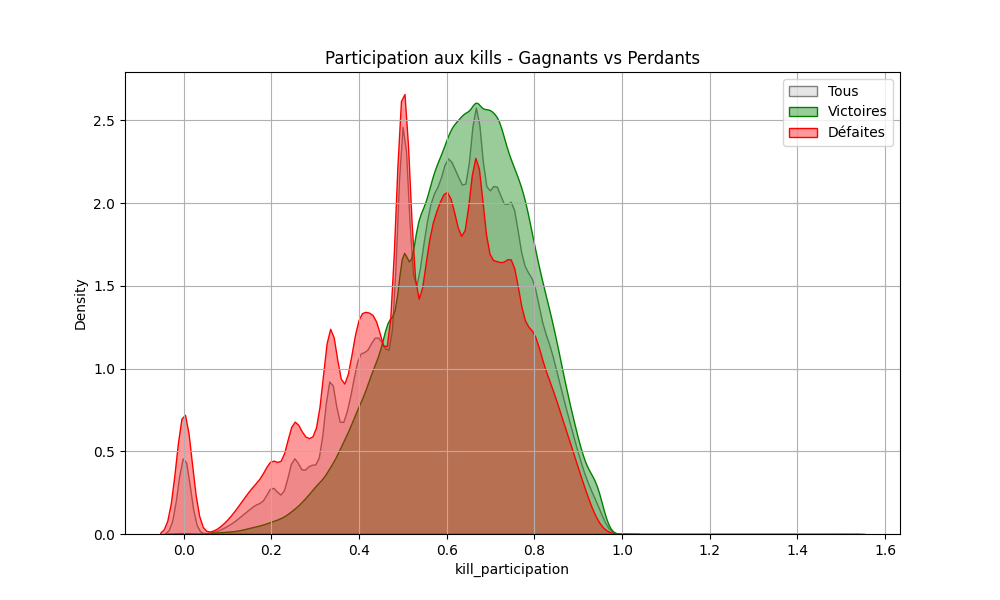 Participation aux kills - Gagnants vs Perdants
Tous
Victoires
Défaites
Density
2.5
2.0
1.5
1.0
0.5
0.0
0.0 0.2 0.4 0.6 0.8 1.0 1.2 1.4 1.6
kill_participation